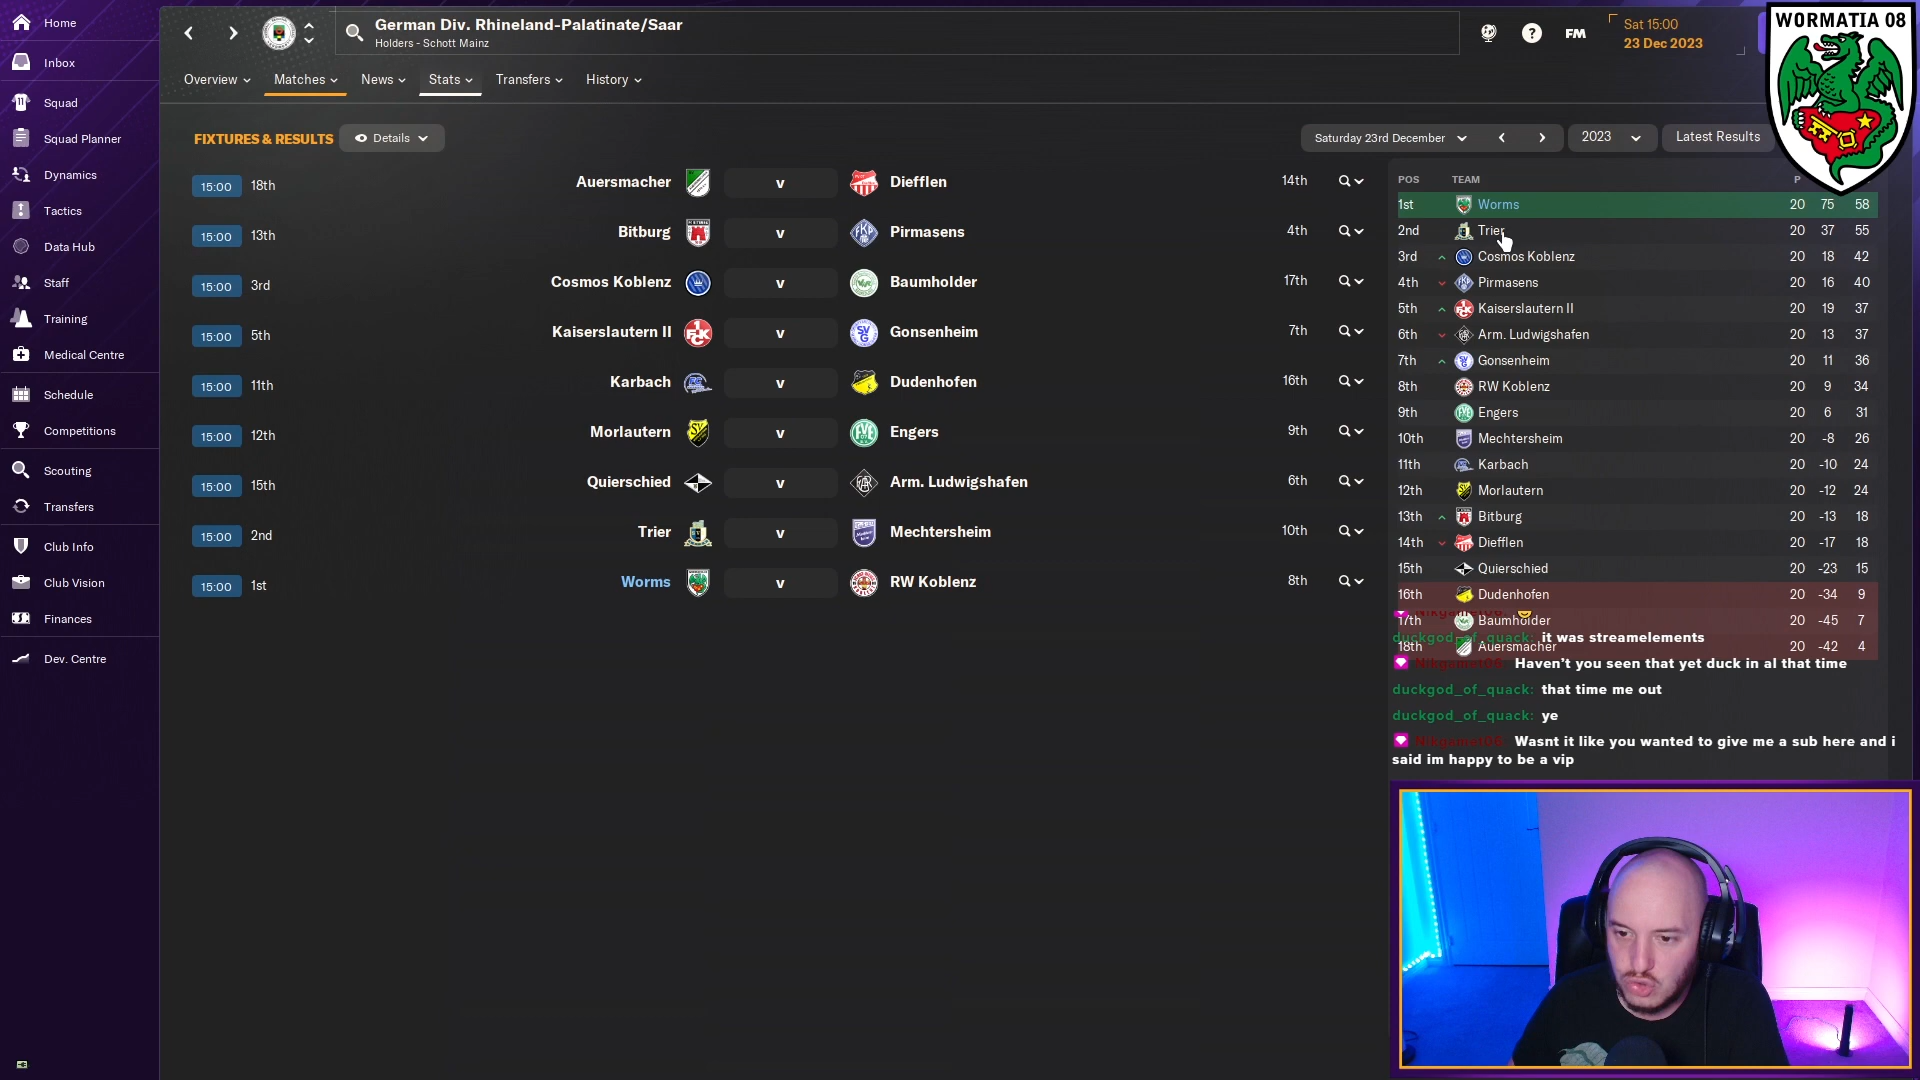 Home
Inbox
Squad
Squad Planner
Dynamics
Tactics
Data Hub
Staff
Training
Medical Centre
Schedule
Competitions
Scouting
Transfers
Club Info
Club Vision
Finances
Dev. Centre
German Div. Rhineland-Palatinate/Saar
Holders - Schott Mainz
FM
Sat 15:00
23 Dec 2023
WORMATIA 08
Overview Matches News Stats Transfers History
FIXTURES & RESULTS Details
Saturday 23rd December 2023 Latest Results
15:00 18th Auersmacher v Diefflen 14th
15:00 13th Bitburg v Pirmasens 4th
15:00 3rd Cosmos Koblenz v Baumholder 17th
15:00 5th Kaiserslautern II v Gonsenheim 7th
15:00 11th Karbach v Dudenhofen 16th
15:00 12th Morlautern v Engers 9th
15:00 15th Quierschied v Arm. Ludwigshafen 6th
15:00 2nd Trier v Mechtersheim 10th
15:00 1st Worms v RW Koblenz 8th
POS TEAM P
1st Worms 20 75 58
2nd Trier 20 37 55
3rd Cosmos Koblenz 20 18 42
4th Pirmasens 20 16 40
5th Kaiserslautern II 20 19 37
6th Arm. Ludwigshafen 20 13 37
7th Gonsenheim 20 11 36
8th RW Koblenz 20 9 34
9th Engers 20 6 31
10th Mechtersheim 20 -8 26
11th Karbach 20 -10 24
12th Morlautern 20 -12 24
13th Bitburg 20 -13 18
14th Diefflen 20 -17 18
15th Quierschied 20 -23 15
16th Dudenhofen 20 -34 9
17th Baumholder 20 -45 7
duckgod_of_quack: it was streamelements
18th Auersmacher 20 -42 4
Haven't you seen that yet duck in al that time
duckgod_of_quack: that time me out
duckgod_of_quack: ye
Wasnt it like you wanted to give me a sub here and i
said im happy to be a vip